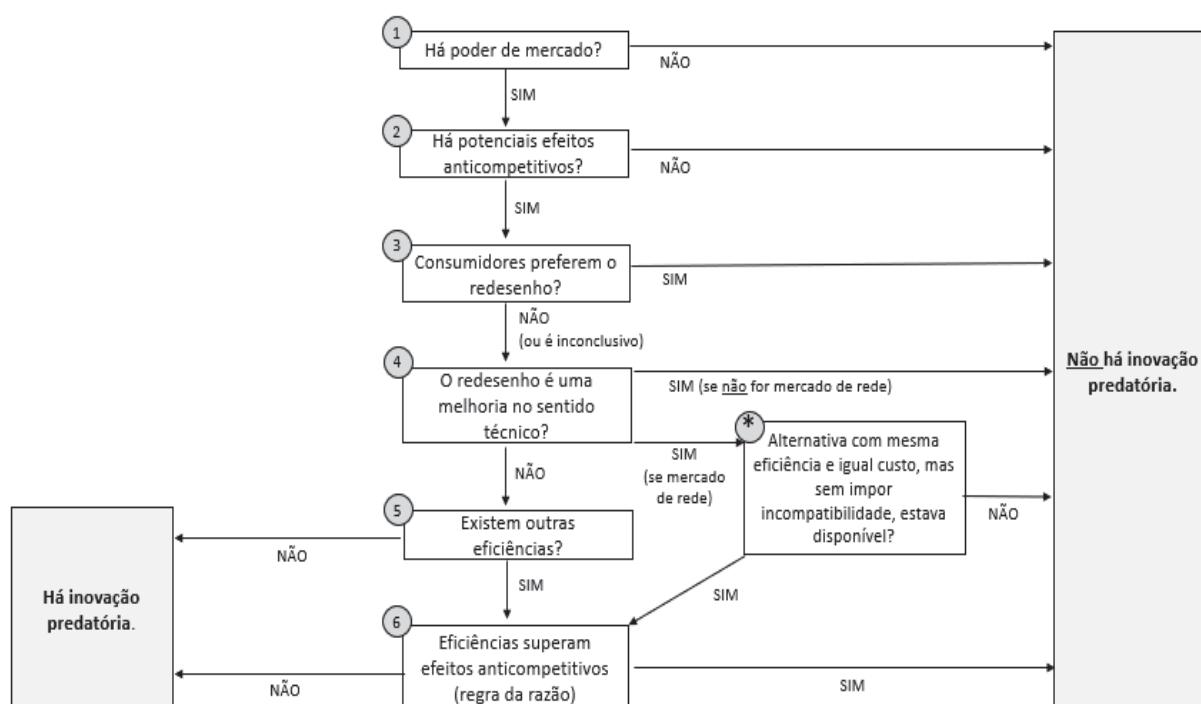 1
Há poder de mercado?
NÃO
SIM
2
Há potenciais efeitos
anticompetitivos?
NÃO
SIM
3
Consumidores preferem o
redesenho?
SIM
NÃO
(ou é inconclusivo)
4
O redesenho é uma
melhoria no sentido
técnico?
SIM (se não for mercado de rede)
SIM
(se mercado
de rede)
NÃO
*
Alternativa com mesma
eficiência e igual custo, mas
sem impor
incompatibilidade, estava
disponível?
NÃO
SIM
5
Existem outras
eficiências?
NÃO
SIM
6
Eficiências superam
efeitos anticompetitivos
(regra da razão)
NÃO
SIM
Há inovação
predatória.
Não há inovação
predatória.